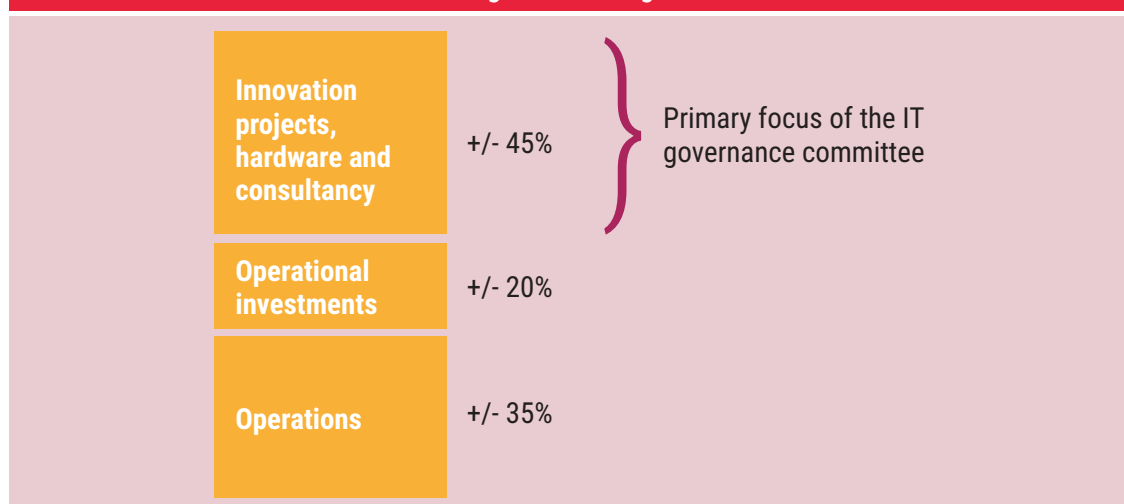 Innovation
projects,
hardware and
consultancy
+/- 45%
Primary focus of the IT
governance committee
Operational
investments
+/- 20%
Operations
+/- 35%